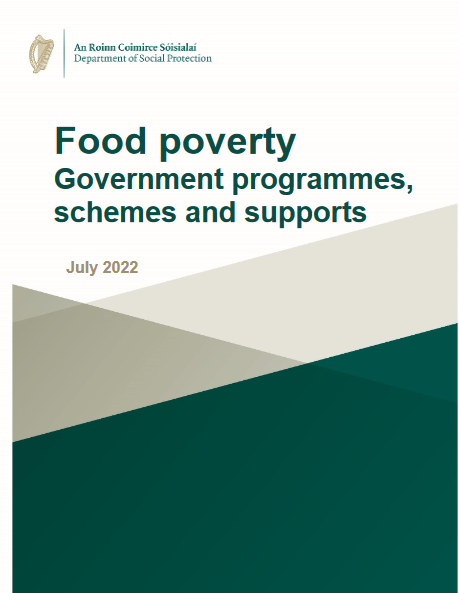 An Roinn Coimirce Sóisialaí
Department of Social Protection
Food poverty
Government programmes,
schemes and supports
July 2022